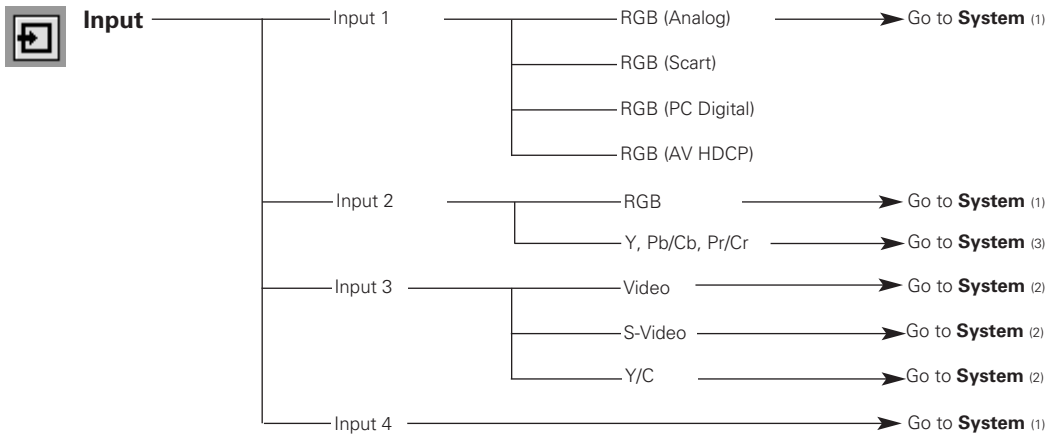 Input Input 1 RGB (Analog) Go to System (1)
RGB (Scart)
RGB (PC Digital)
RGB (AV HDCP)
Input 2 RGB Go to System (1)
Y, Pb/Cb, Pr/Cr Go to System (3)
Input 3 Video Go to System (2)
S-Video Go to System (2)
Y/C Go to System (2)
Input 4 Go to System (1)